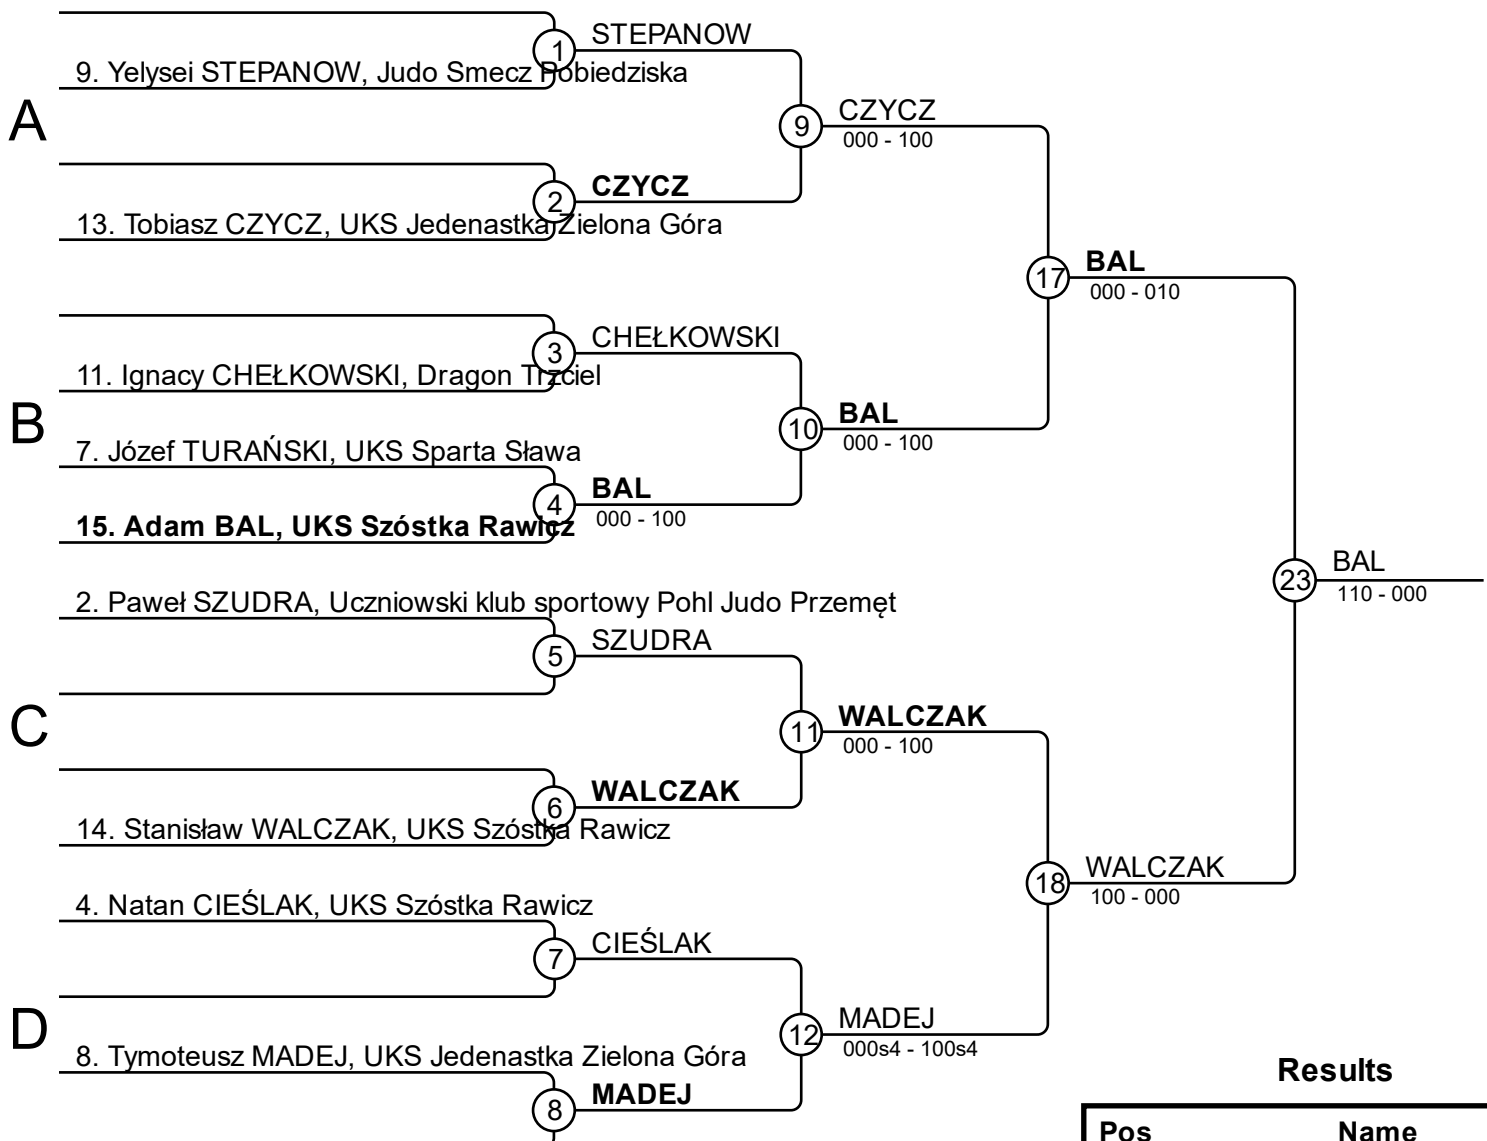 A
1
STEPANOW
9. Yelysei STEPANOW, Judo Smecz Pobiedziska
9
CZYCZ
000 - 100
2
CZYCZ
13. Tobiasz CZYCZ, UKS Jedenastka Zielona Góra
17
BAL
000 - 010
B
3
CHEŁKOWSKI
11. Ignacy CHEŁKOWSKI, Dragon Trzciel
10
BAL
000 - 100
7. Józef TURAŃSKI, UKS Sparta Sława
4
BAL
000 - 100
15. Adam BAL, UKS Szóstka Rawicz
23
BAL
110 - 000
C
2. Paweł SZUDRA, Uczniowski klub sportowy Pohl Judo Przemęt
5
SZUDRA
11
WALCZAK
000 - 100
6
WALCZAK
14. Stanisław WALCZAK, UKS Szóstka Rawicz
18
WALCZAK
100 - 000
D
4. Natan CIEŚLAK, UKS Szóstka Rawicz
7
CIEŚLAK
12
MADEJ
000s4 - 100s4
8. Tymoteusz MADEJ, UKS Jedenastka Zielona Góra
8
MADEJ
Results
Pos Name